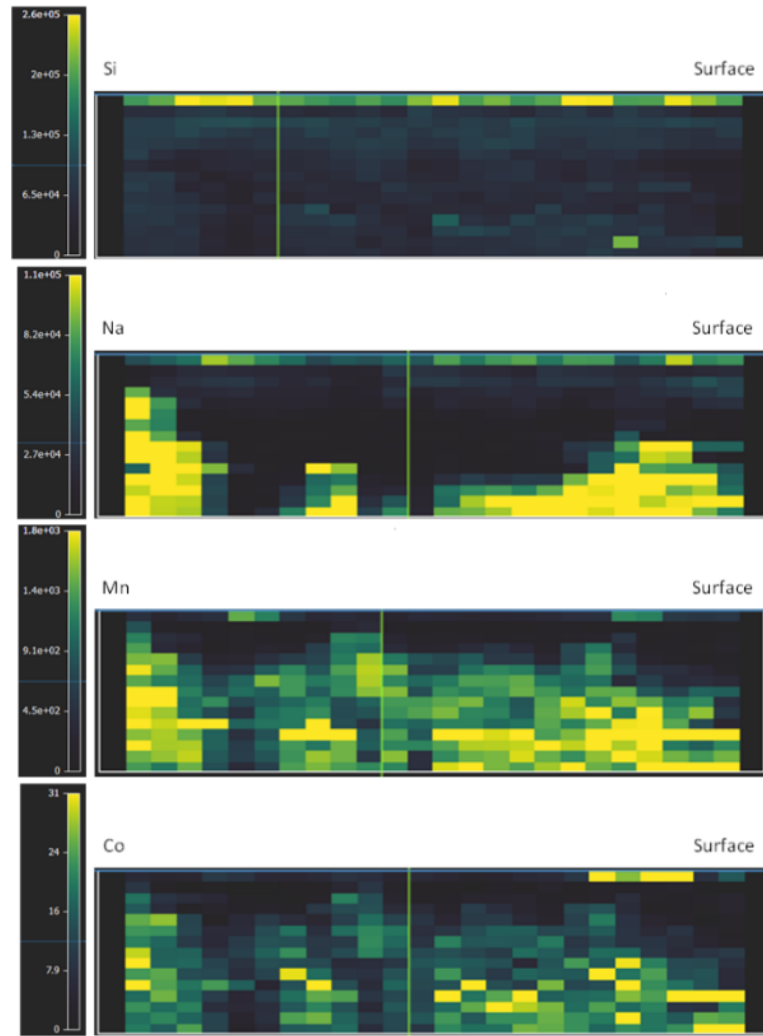 2.6e+05
Si Surface
2e+05
1.3e+05
6.5e+04
0
1.1e+05
Na Surface
8.2e+04
5.4e+04
2.7e+04
0
1.8e+03
Mn Surface
1.4e+03
9.1e+02
4.5e+02
0
31
Co Surface
24
16
7.9
0